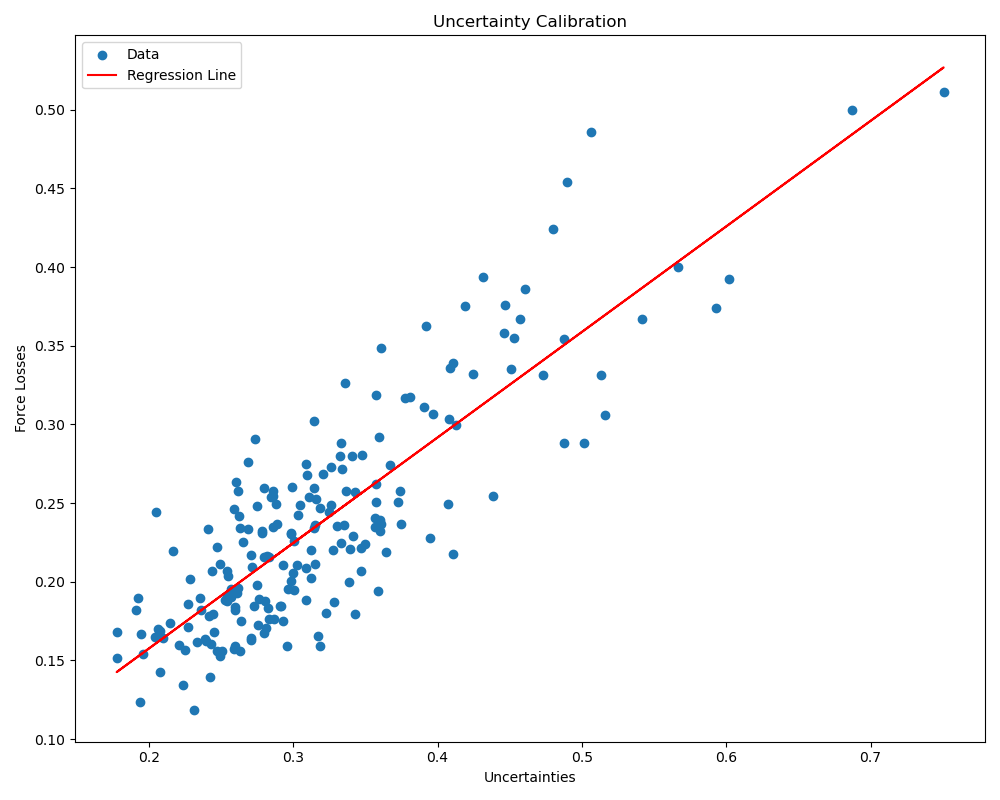 Uncertainty Calibration
Data
Regression Line
Force Losses
0.50
0.45
0.40
0.35
0.30
0.25
0.20
0.15
0.10
0.2 0.3 0.4 0.5 0.6 0.7
Uncertainties